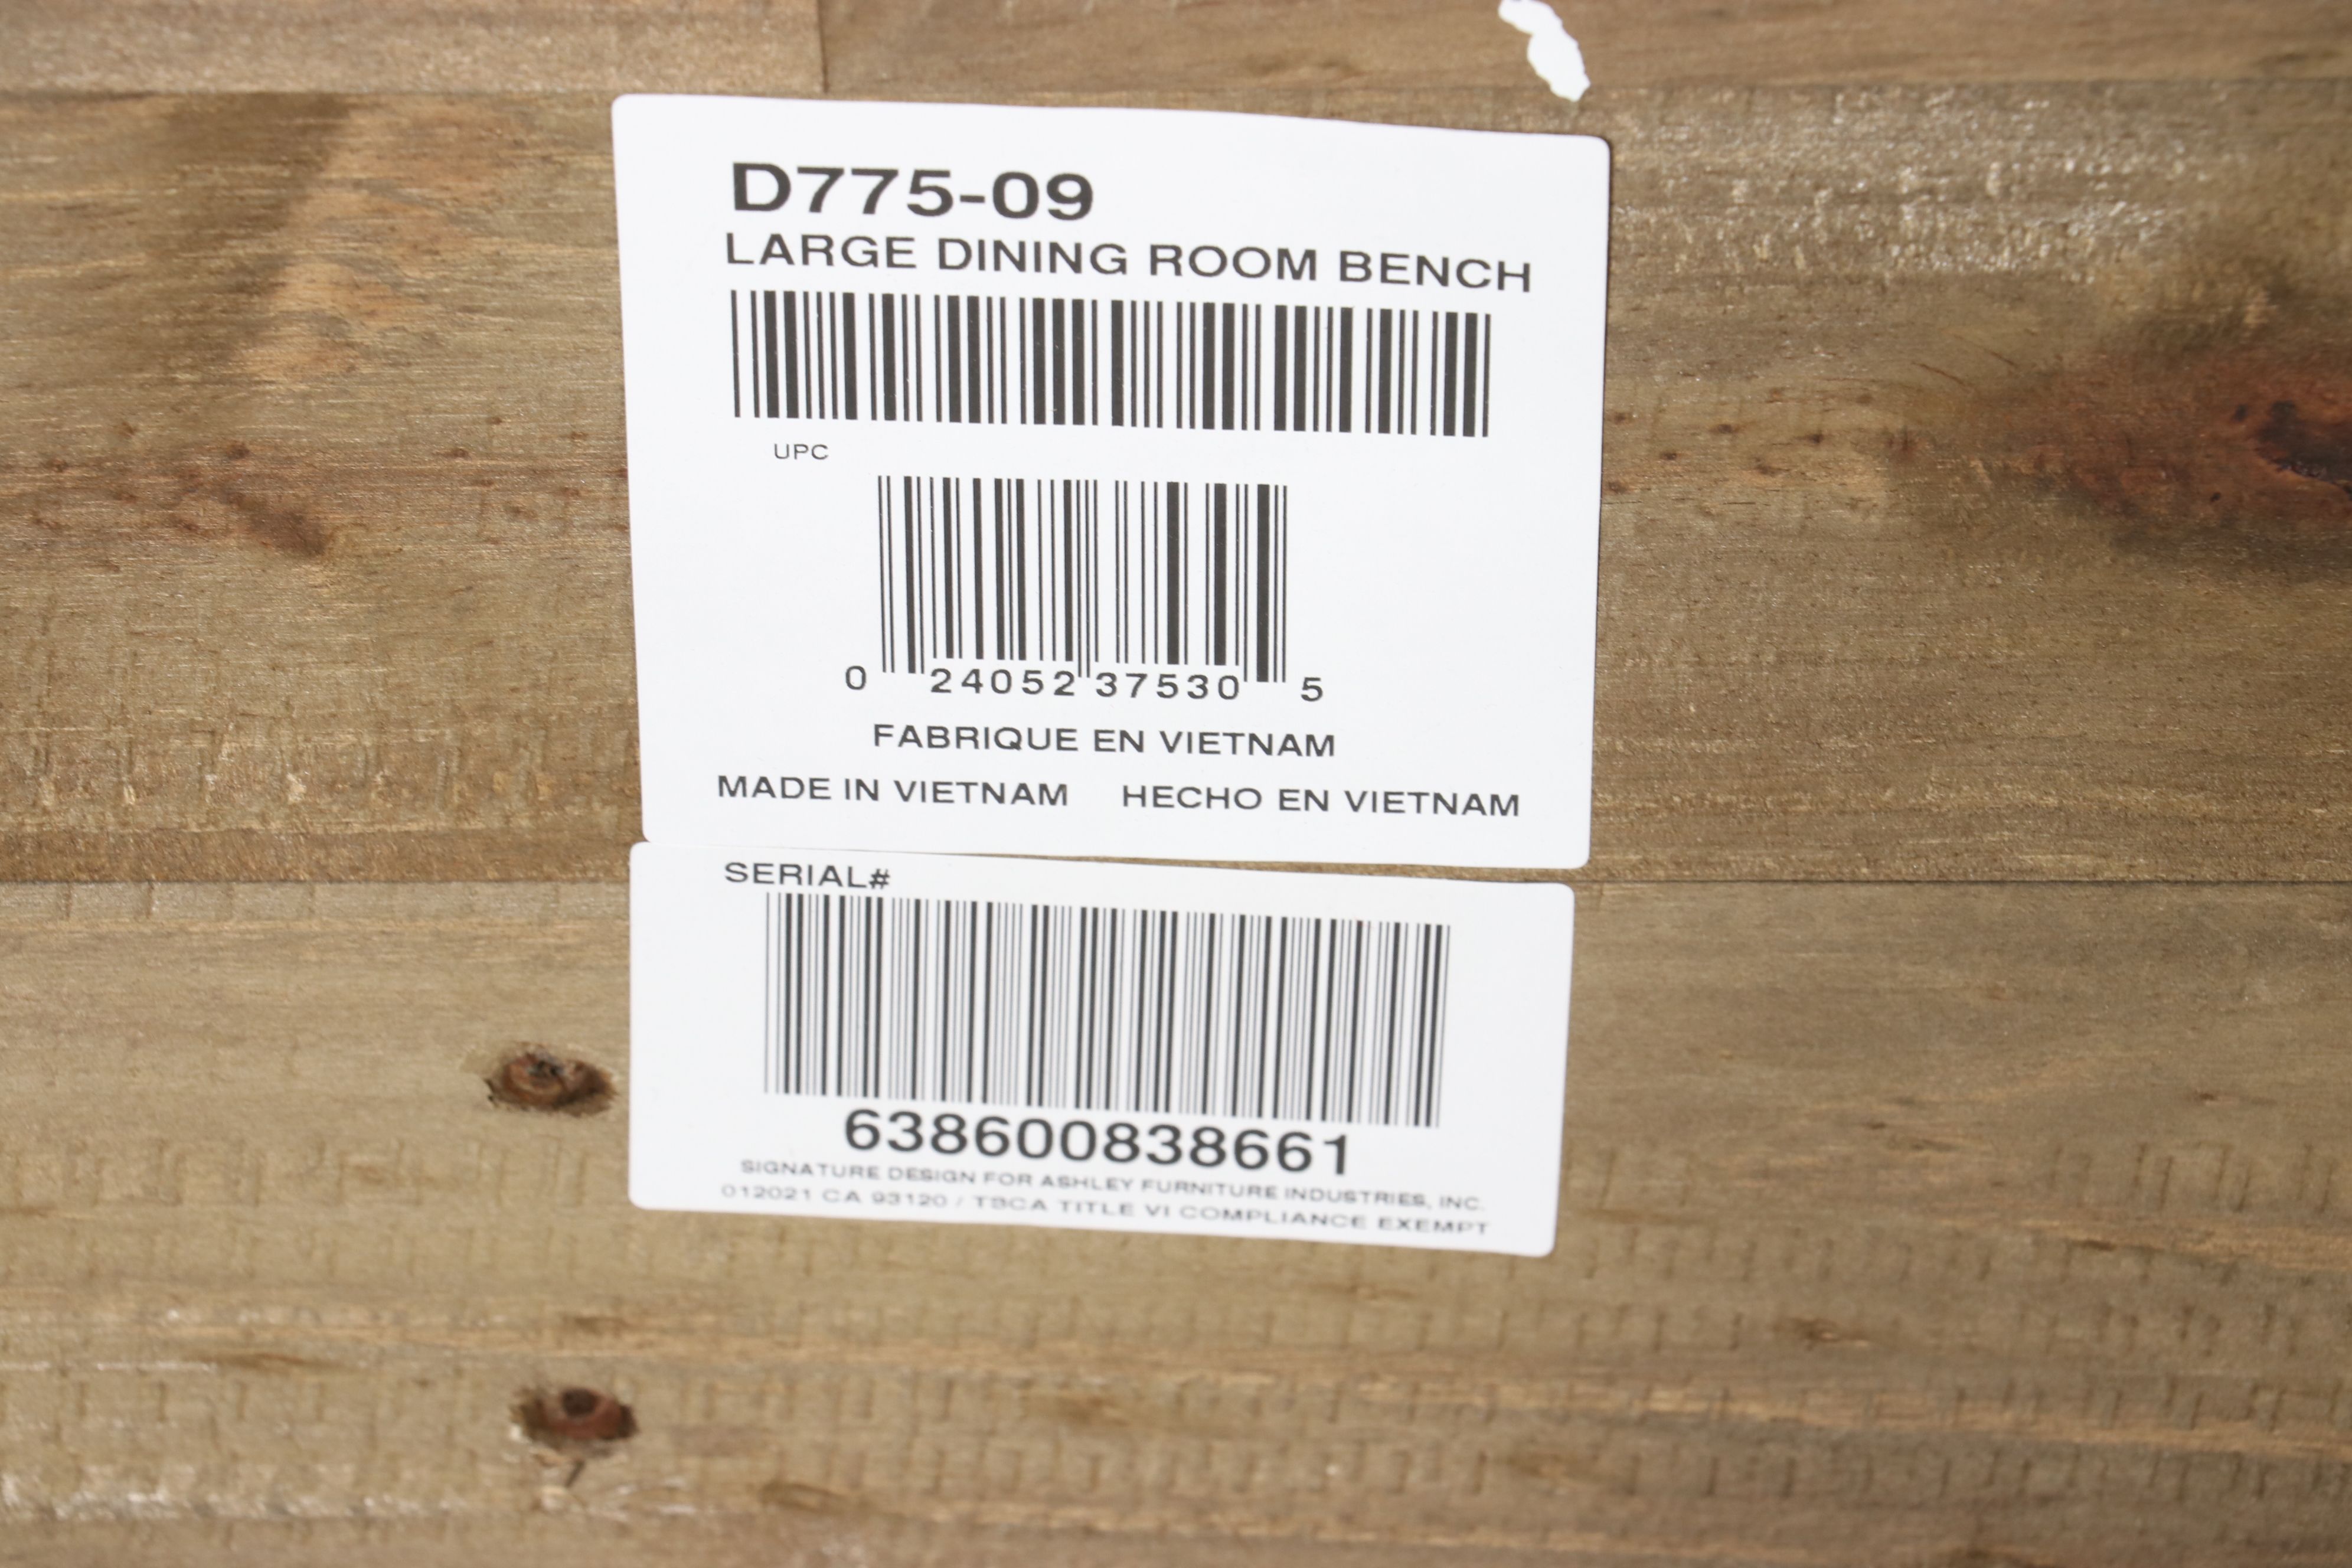 D775-09
LARGE DINING ROOM BENCH
UPC
0 24052 37530 5
FABRIQUE EN VIETNAM
MADE IN VIETNAM HECHO EN VIETNAM
SERIAL#
638600838661
SIGNATURE DESIGN FOR ASHLEY FURNITURE INDUSTRIES, INC.
012021 CA 93120 / TSCA TITLE VI COMPLIANCE EXEMPT